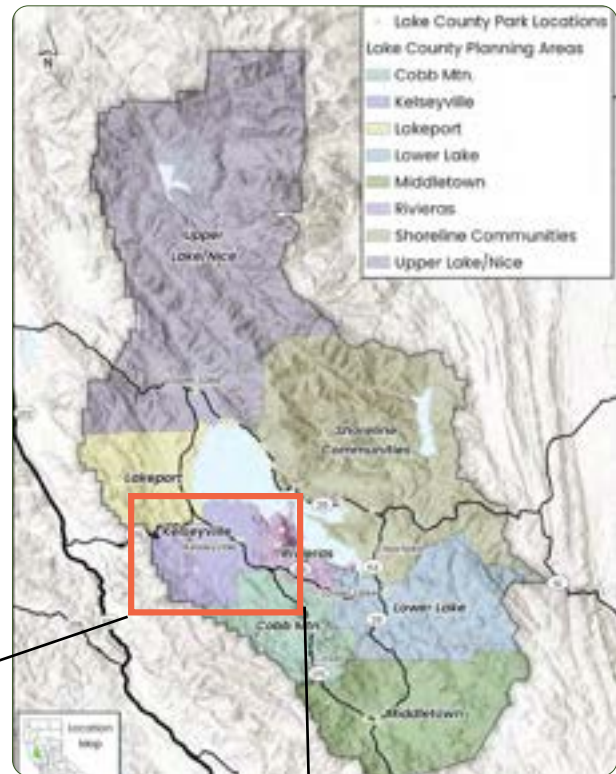 Lake County Park Locations
Lake County Planning Areas
Cobb Mtn.
Kelseyville
Lakeport
Lower Lake
Middletown
Rivieras
Shoreline Communities
Upper Lake/Nice
N
Upper
Lake/Nice
Shoreline
Communities
Lakeport
Kelseyville
Rivieras
Lower Lake
Cobb Mtn.
Middletown
Location
Map